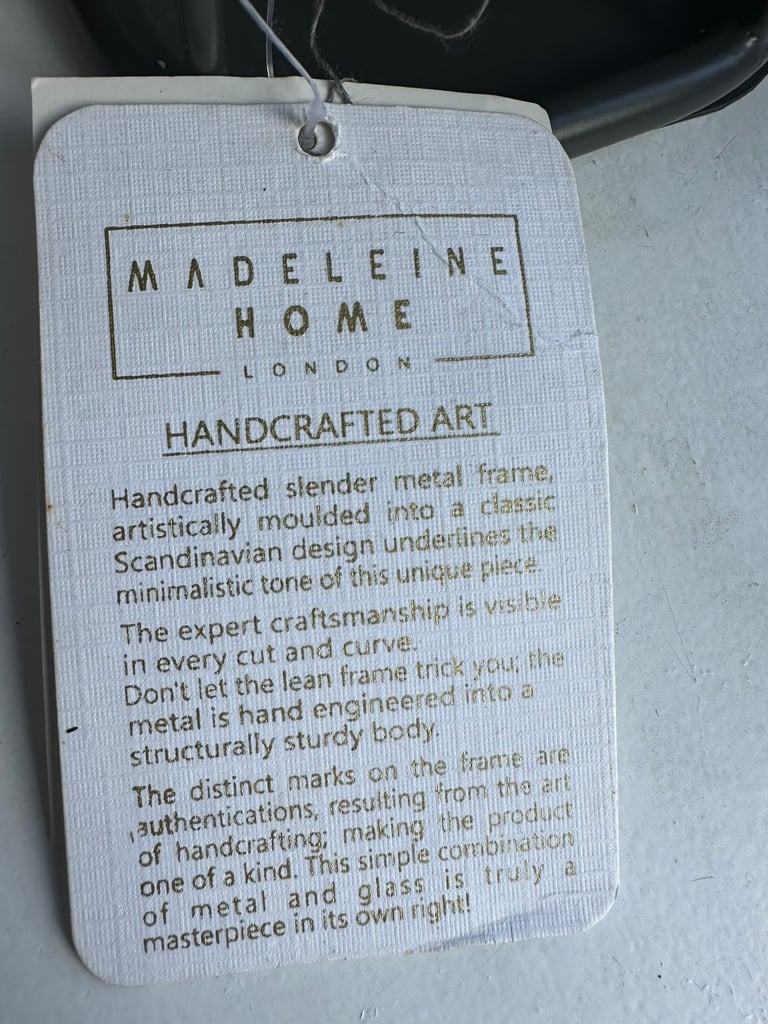 MADELEINE
HOME
LONDON
HANDCRAFTED ART
Handcrafted slender metal frame,
artistically moulded into a classic
Scandinavian design underlines the
minimalistic tone of this unique piece.
The expert craftsmanship is visible
in every cut and curve.
Don't let the lean frame trick you; the
metal is hand engineered into a
structurally sturdy body.
The distinct marks on the frame are
authentications, resulting from the art
of handcrafting; making the product
one of a kind. This simple combination
of metal and glass is truly a
masterpiece in its own right!